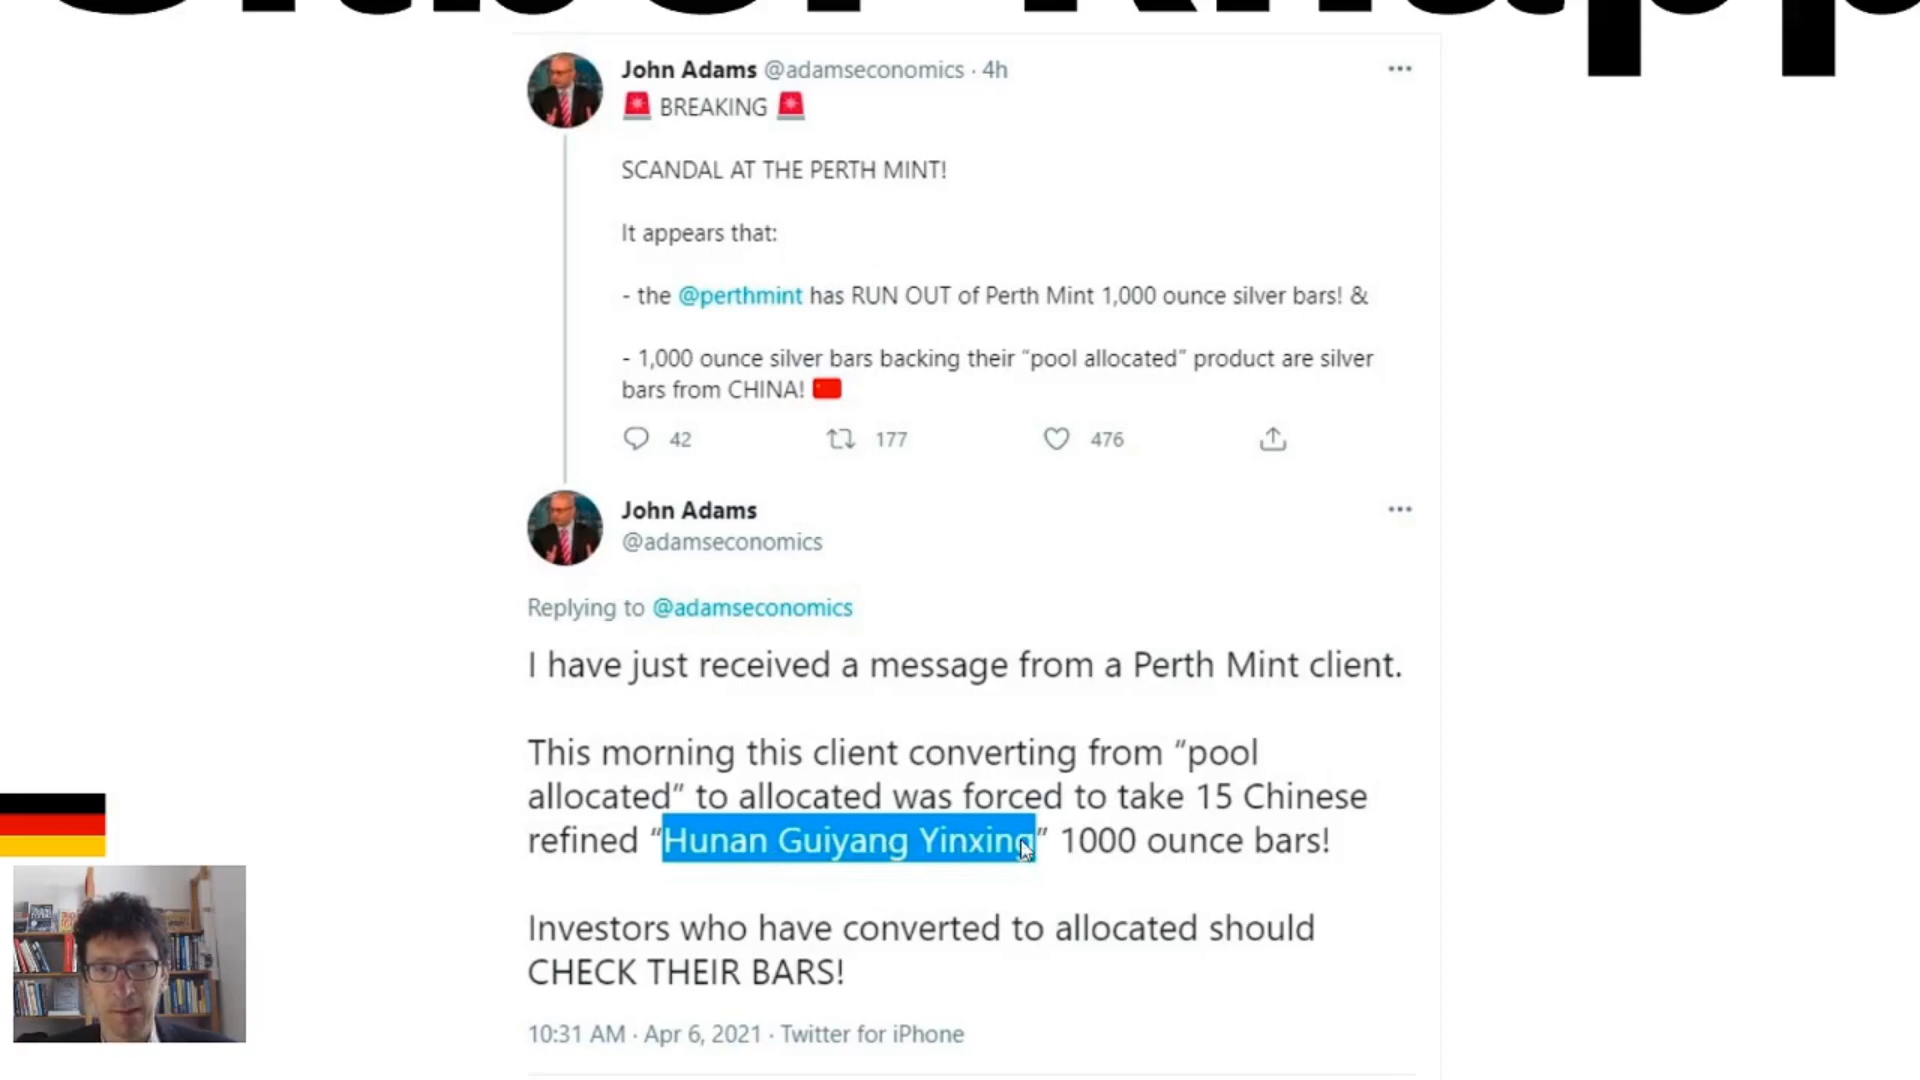 John Adams @adamseconomics · 4h
🚨 BREAKING 🚨
SCANDAL AT THE PERTH MINT!
It appears that:
- the @perthmint has RUN OUT of Perth Mint 1,000 ounce silver bars! &
- 1,000 ounce silver bars backing their “pool allocated” product are silver
bars from CHINA! 🇨🇳
42 177 476
John Adams
@adamseconomics
Replying to @adamseconomics
I have just received a message from a Perth Mint client.
This morning this client converting from “pool
allocated” to allocated was forced to take 15 Chinese
refined “Hunan Guiyang Yinxing” 1000 ounce bars!
Investors who have converted to allocated should
CHECK THEIR BARS!
10:31 AM · Apr 6, 2021 · Twitter for iPhone